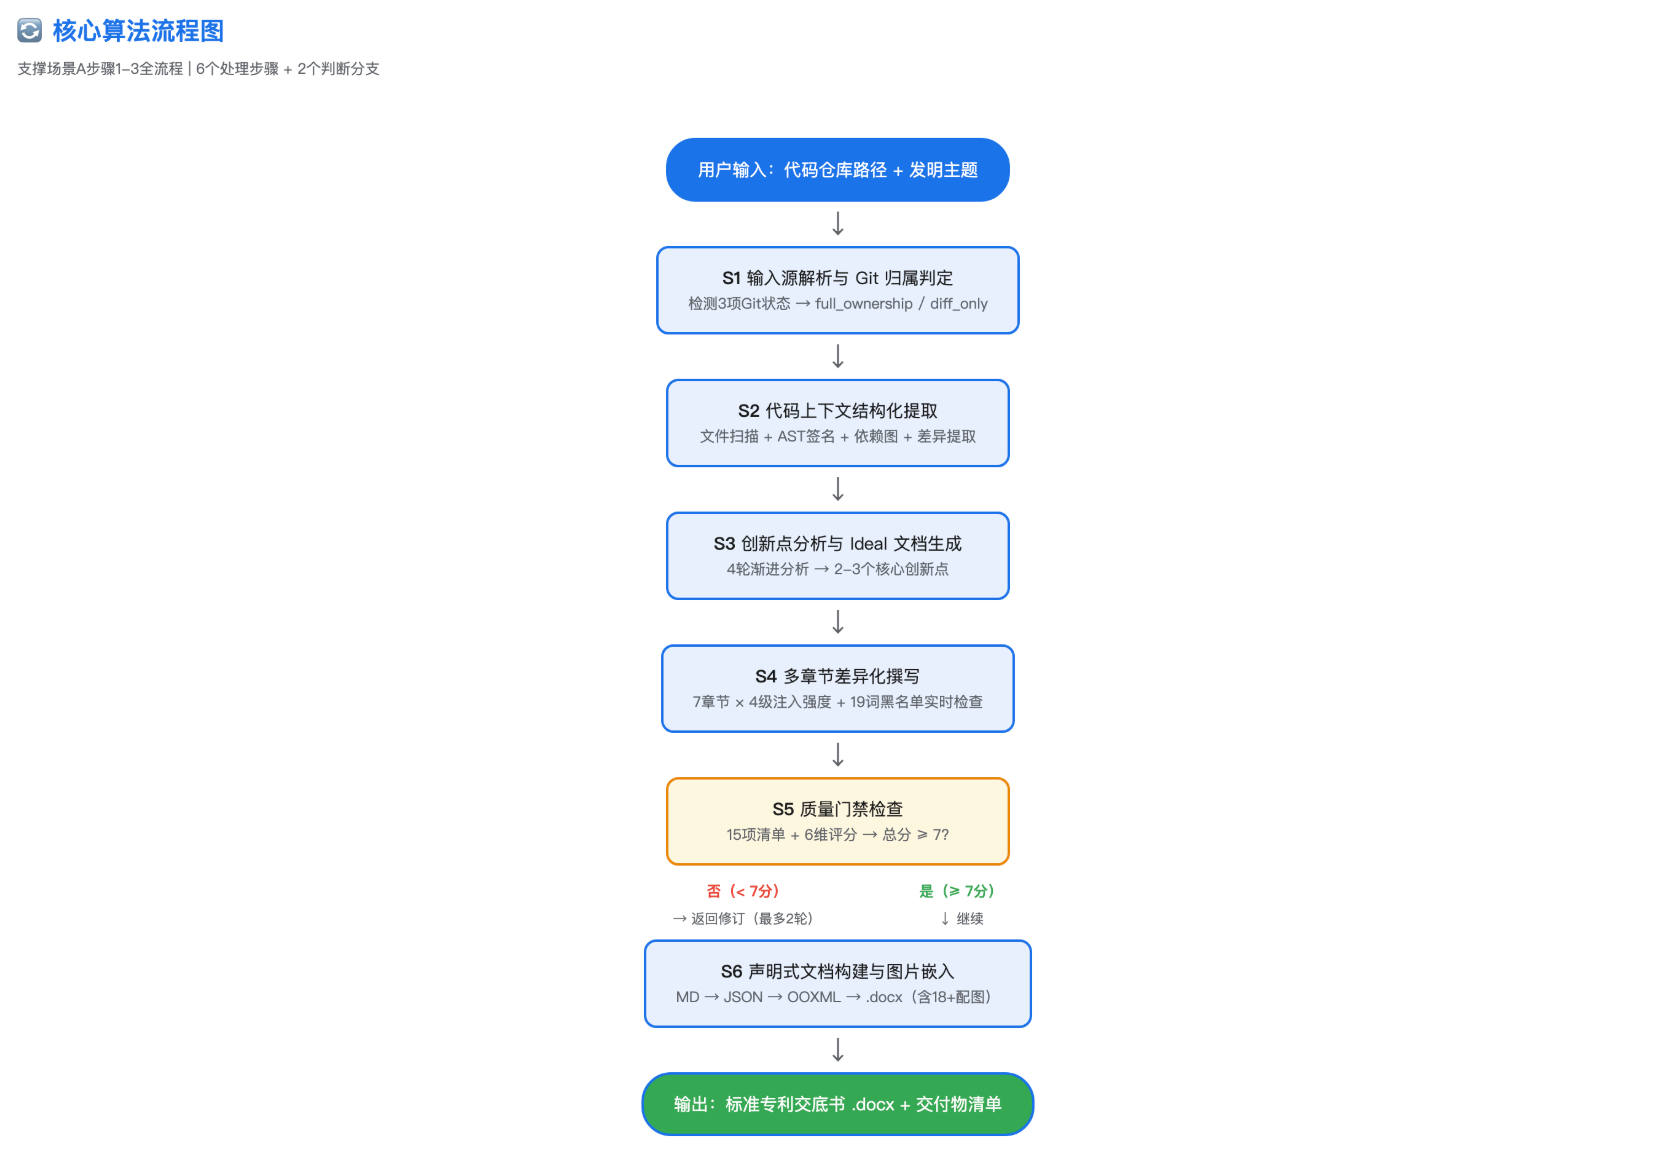 核心算法流程图
支撑场景A步骤1-3全流程 | 6个处理步骤 + 2个判断分支
用户输入：代码仓库路径 + 发明主题
↓
S1 输入源解析与 Git 归属判定
检测3项Git状态 → full_ownership / diff_only
↓
S2 代码上下文结构化提取
文件扫描 + AST签名 + 依赖图 + 差异提取
↓
S3 创新点分析与 Ideal 文档生成
4轮渐进分析 → 2-3个核心创新点
↓
S4 多章节差异化撰写
7章节 × 4级注入强度 + 19词黑名单实时检查
↓
S5 质量门禁检查
15项清单 + 6维评分 → 总分 ≥ 7?
否（< 7分） 是（≥ 7分）
→ 返回修订（最多2轮） ↓ 继续
S6 声明式文档构建与图片嵌入
MD → JSON → OOXML → .docx（含18+配图）
↓
输出：标准专利交底书 .docx + 交付物清单